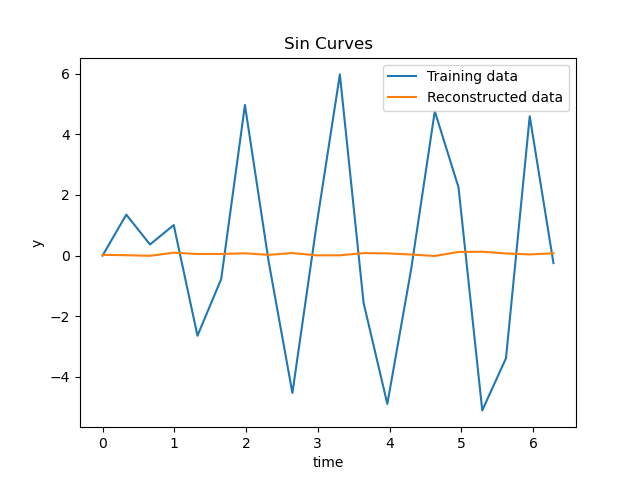 Sin Curves
Training data
Reconstructed data
6
4
2
0
−2
−4
y
0 1 2 3 4 5 6
time